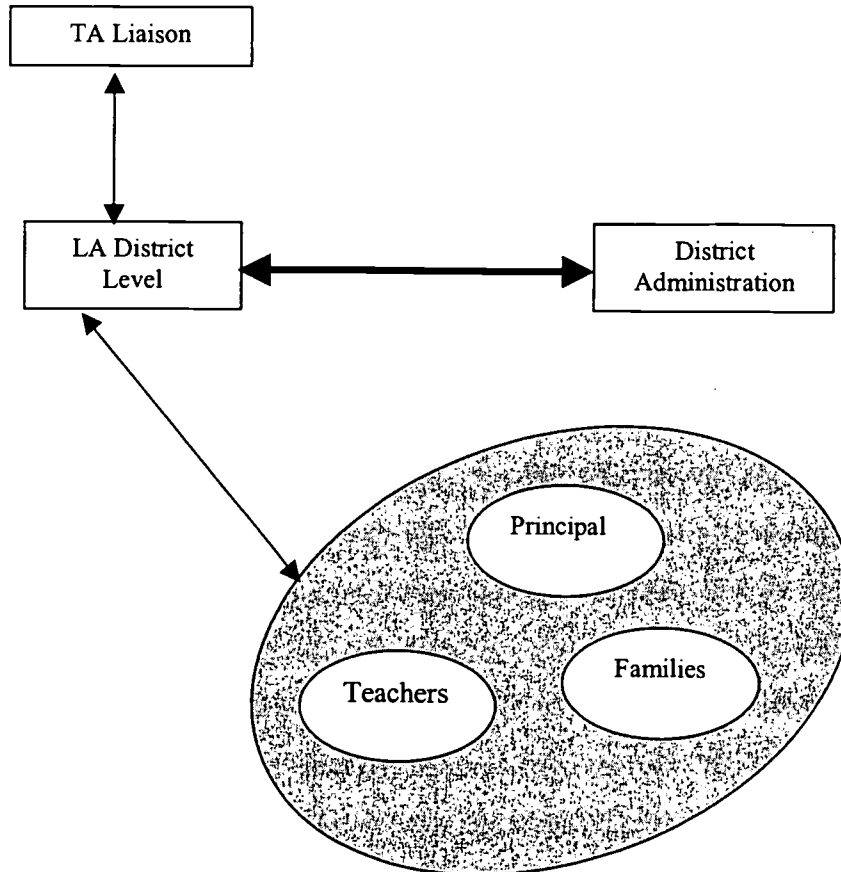 TA Liaison
LA District
Level
District
Administration
Principal
Families
Teachers